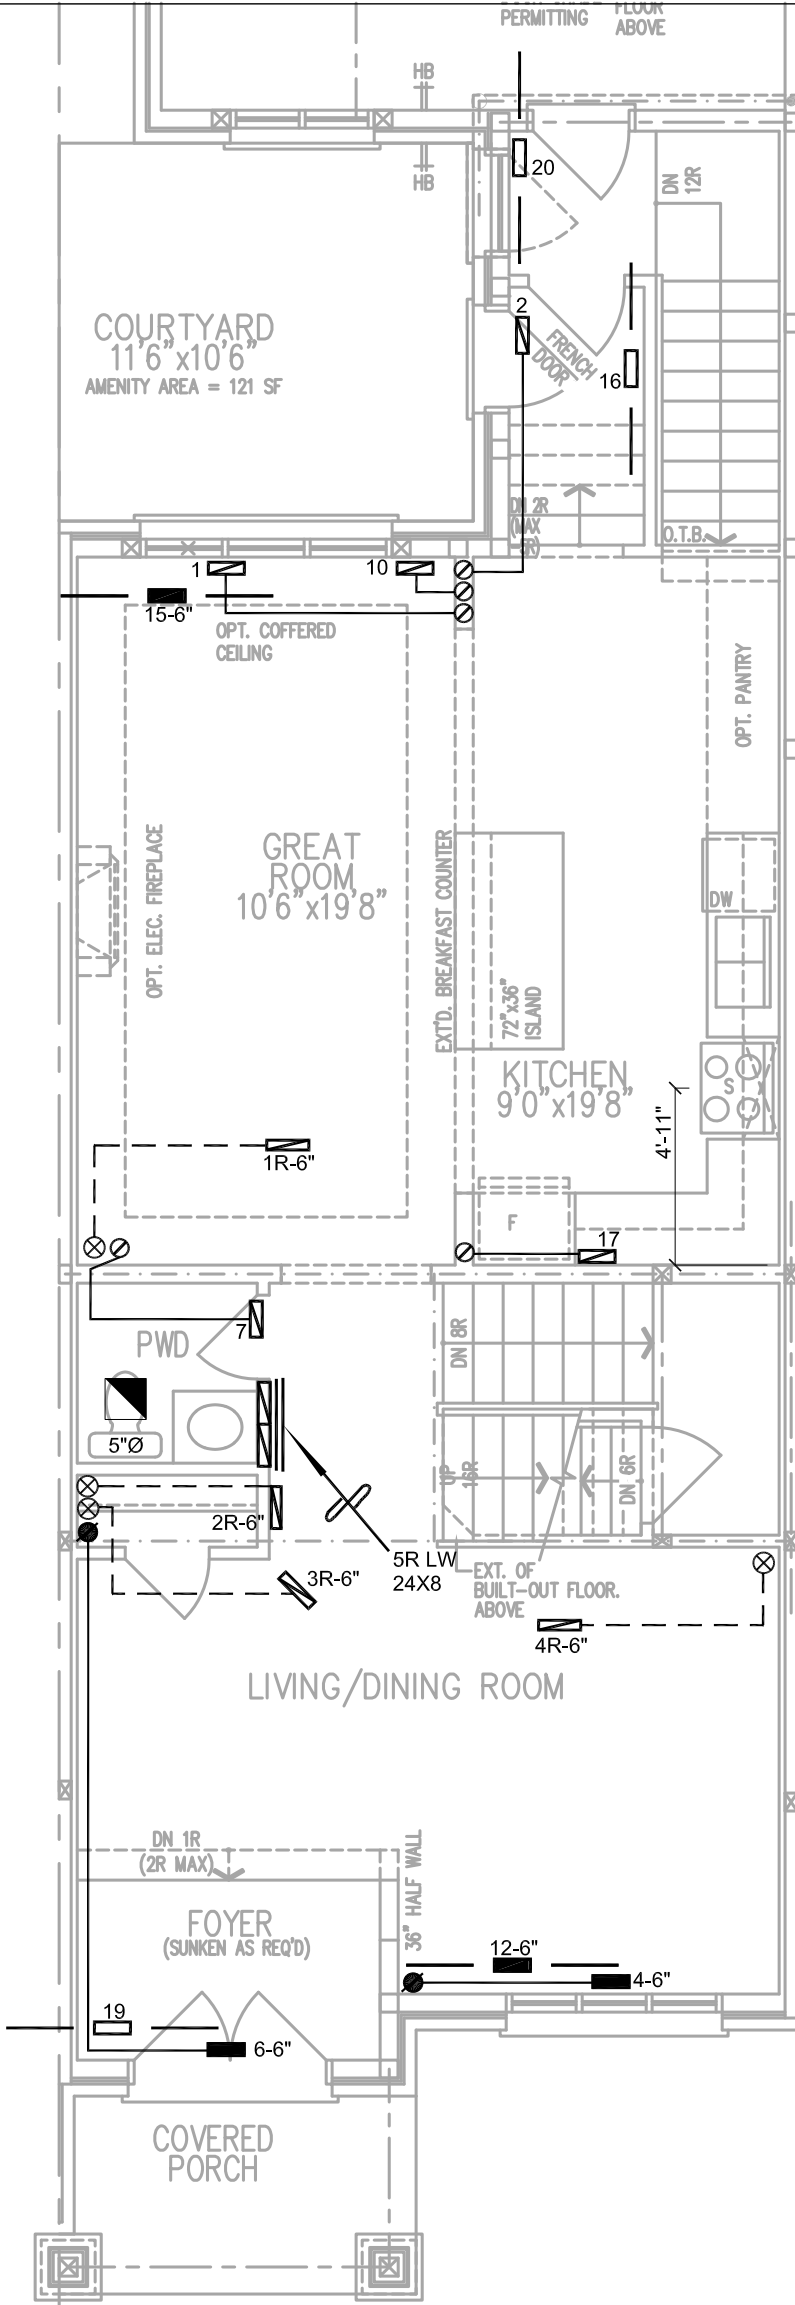 PERMITTING FLOOR
ABOVE
HB
HB
20
DN
12R
2
COURTYARD
11'6"x10'6"
AMENITY AREA = 121 SF
FRENCH
DOOR
16
DN 2R
(MAX
O.T.B.
1
10
15-6"
OPT. COFFERED
CEILING
OPT. PANTRY
GREAT
ROOM
10'6"x19'8"
OPT. ELEC. FIREPLACE
EXT'D. BREAKFAST COUNTER
DW
72"x36"
ISLAND
KITCHEN
9'0"x19'8"
S
4'-11"
1R-6"
F
17
7
PWD
DN 8R
5"Ø
UP
16R
DN 6R
2R-6"
5R LW
24X8
3R-6"
EXT. OF
BUILT-OUT FLOOR.
ABOVE
4R-6"
LIVING/DINING ROOM
DN 1R
(2R MAX)
36" HALF WALL
FOYER
(SUNKEN AS REQ'D)
12-6"
4-6"
19
6-6"
COVERED
PORCH